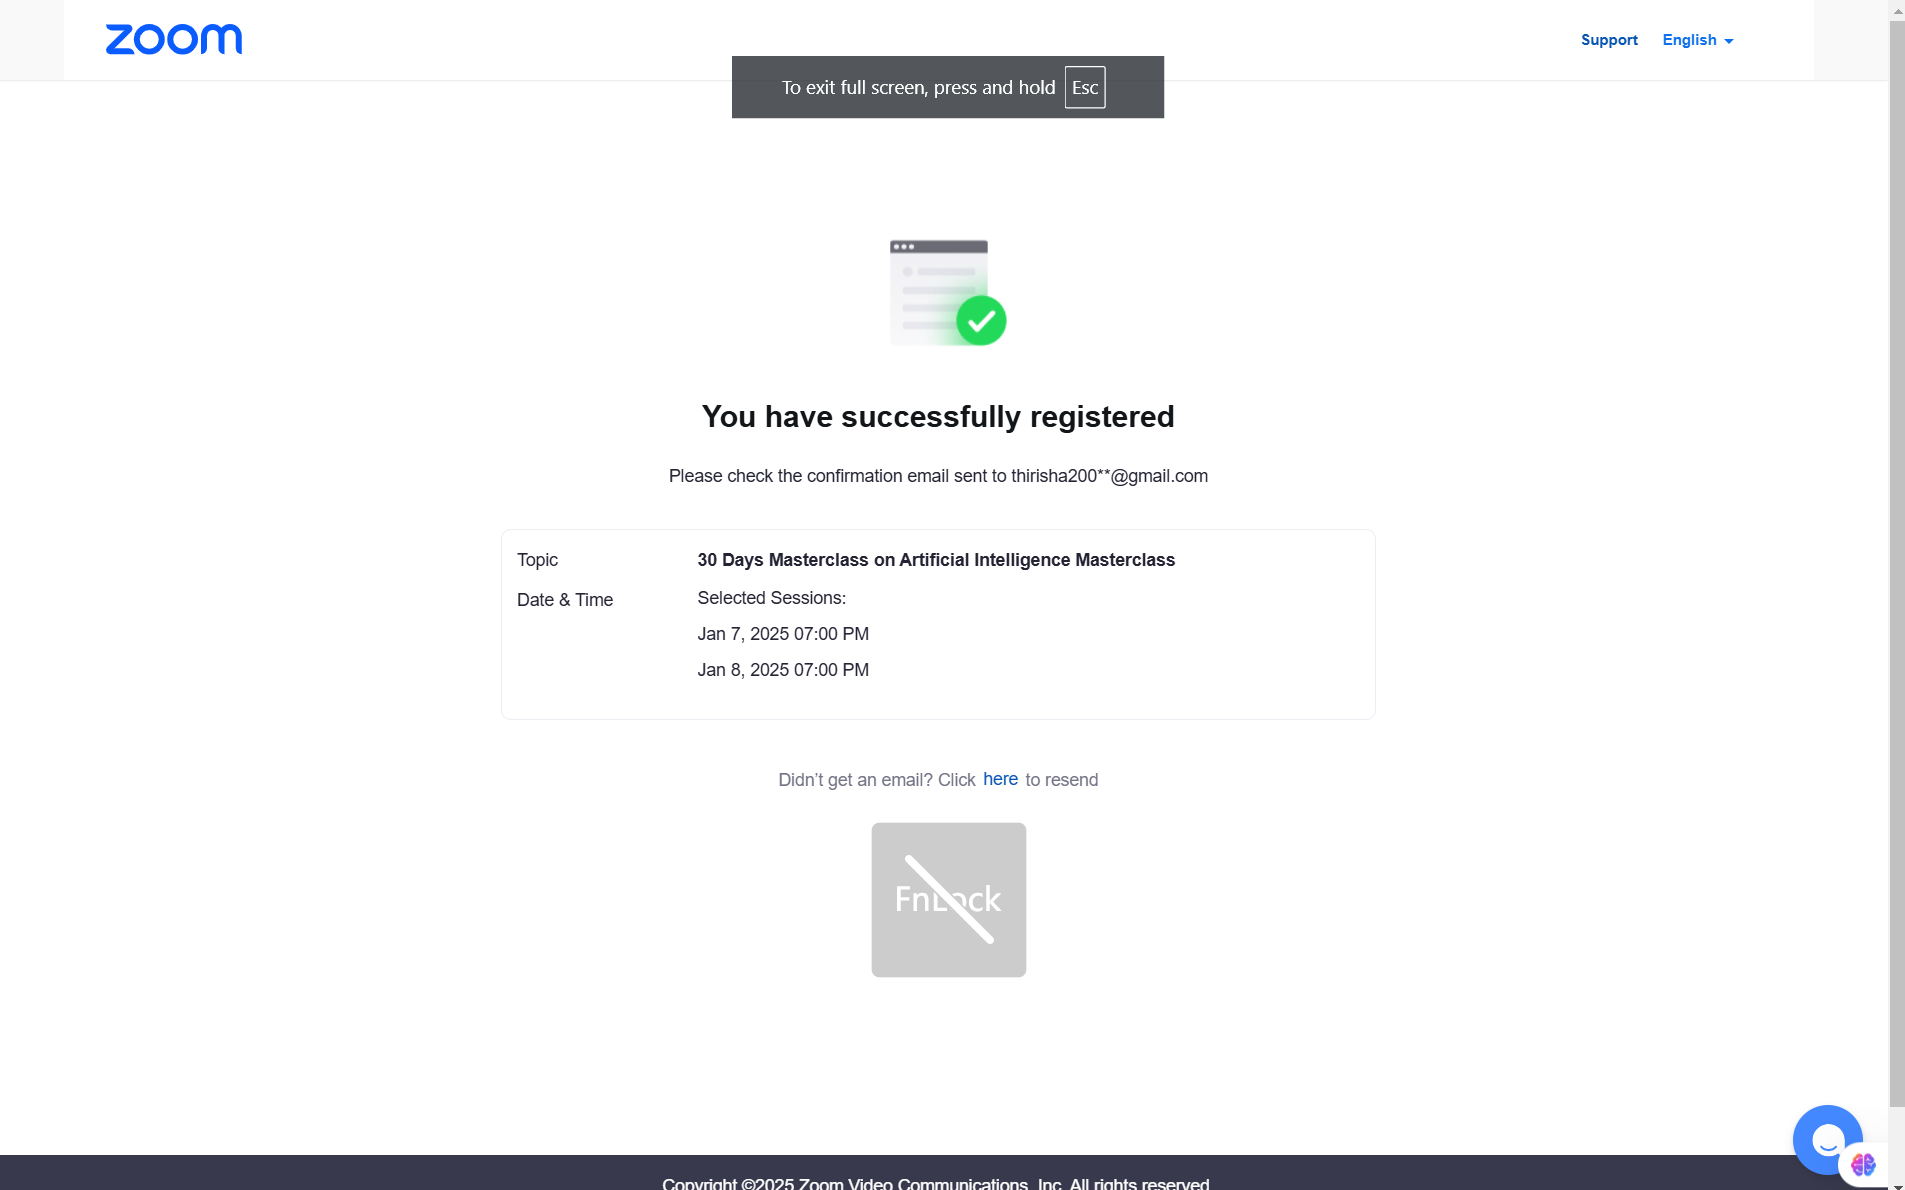 zoom
Support English
To exit full screen, press and hold Esc
You have successfully registered
Please check the confirmation email sent to thirisha200**@gmail.com
Topic 30 Days Masterclass on Artificial Intelligence Masterclass
Date & Time Selected Sessions:
Jan 7, 2025 07:00 PM
Jan 8, 2025 07:00 PM
Didn’t get an email? Click here to resend
FnLock
Copyright ©2025 Zoom Video Communications, Inc. All rights reserved.